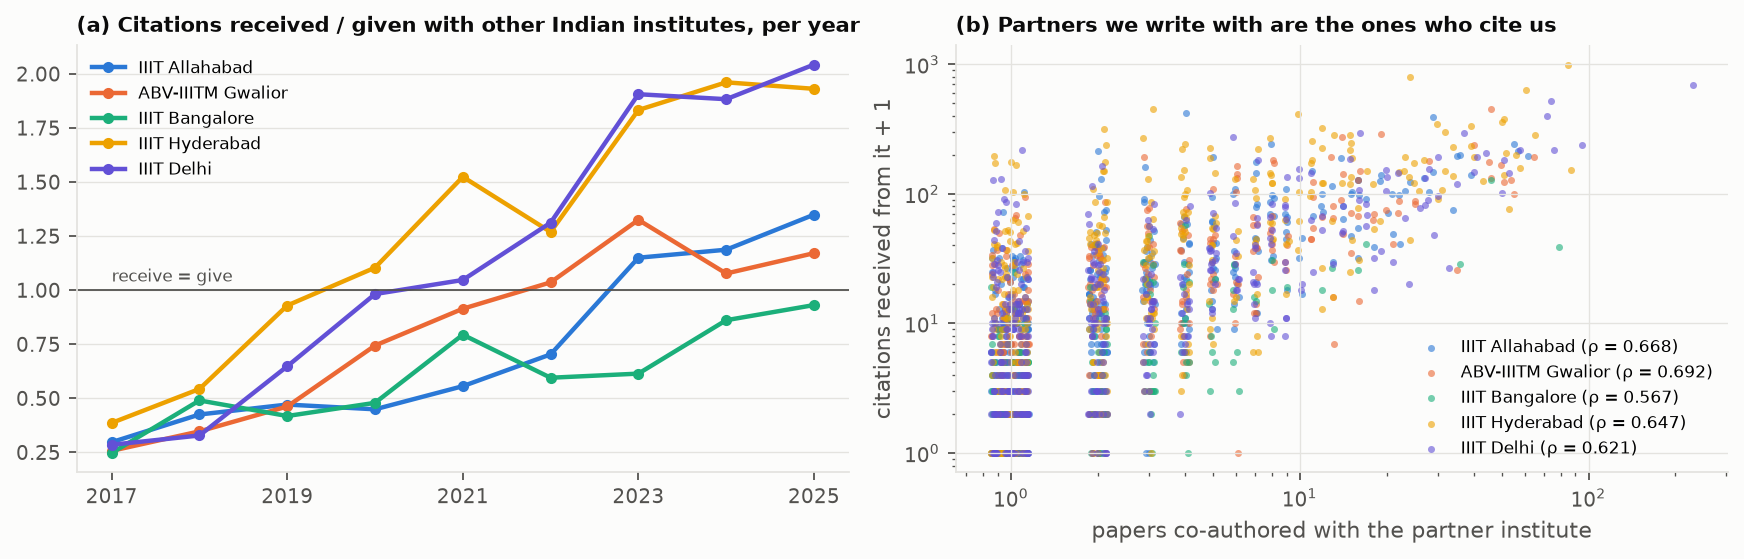 (a) Citations received / given with other Indian institutes, per year
2.00
1.75
1.50
1.25
1.00
0.75
0.50
0.25
IIIT Allahabad
ABV-IIITM Gwalior
IIIT Bangalore
IIIT Hyderabad
IIIT Delhi
receive = give
2017
2019
2021
2023
2025
(b) Partners we write with are the ones who cite us
citations received from it + 1
10³
10²
10¹
10⁰
IIIT Allahabad (ρ = 0.668)
ABV-IIITM Gwalior (ρ = 0.692)
IIIT Bangalore (ρ = 0.567)
IIIT Hyderabad (ρ = 0.647)
IIIT Delhi (ρ = 0.621)
10⁰
10¹
10²
papers co-authored with the partner institute